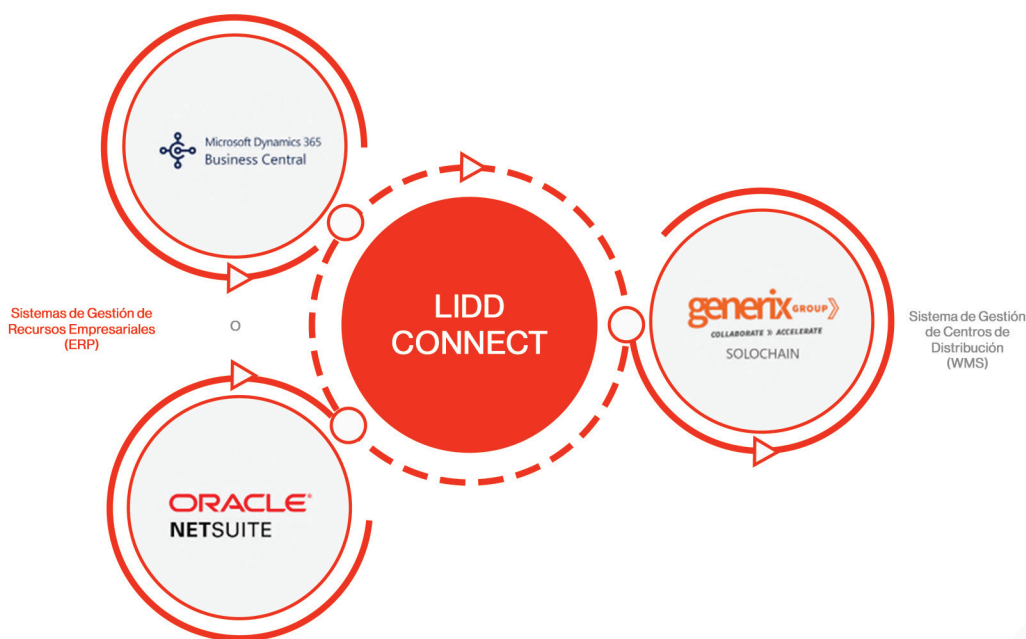 Microsoft Dynamics 365
Business Central
Sistemas de Gestión de
Recursos Empresariales
(ERP)
O
ORACLE®
NETSUITE
LIDD
CONNECT
generix GROUP
COLLABORATE » ACCELERATE
SOLOCHAIN
Sistema de Gestión
de Centros de
Distribución
(WMS)